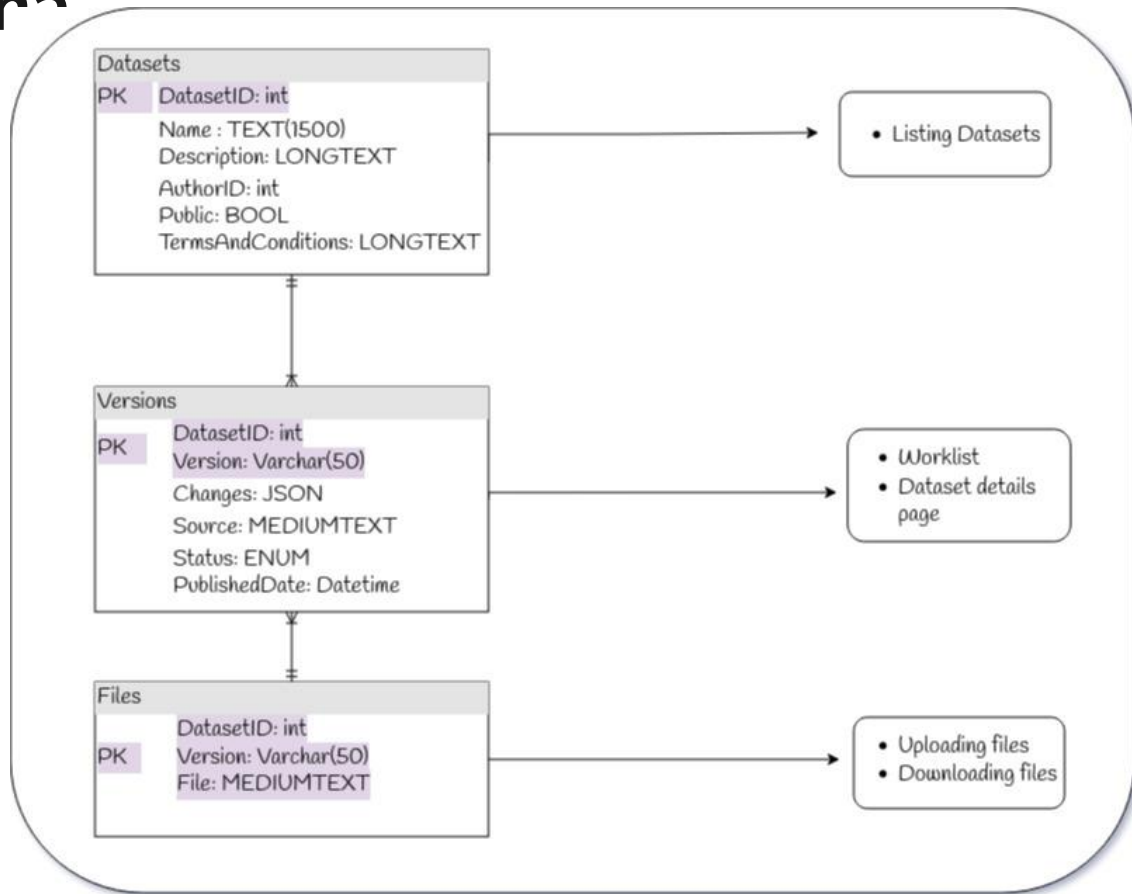 Datasets
PK DatasetID: int
Name : TEXT(1500)
Description: LONGTEXT
AuthorID: int
Public: BOOL
TermsAndConditions: LONGTEXT
• Listing Datasets
Versions
PK
DatasetID: int
Version: Varchar(50)
Changes: JSON
Source: MEDIUMTEXT
Status: ENUM
PublishedDate: Datetime
• Worklist
• Dataset details
page
Files
DatasetID: int
PK Version: Varchar(50)
File: MEDIUMTEXT
• Uploading files
• Downloading files